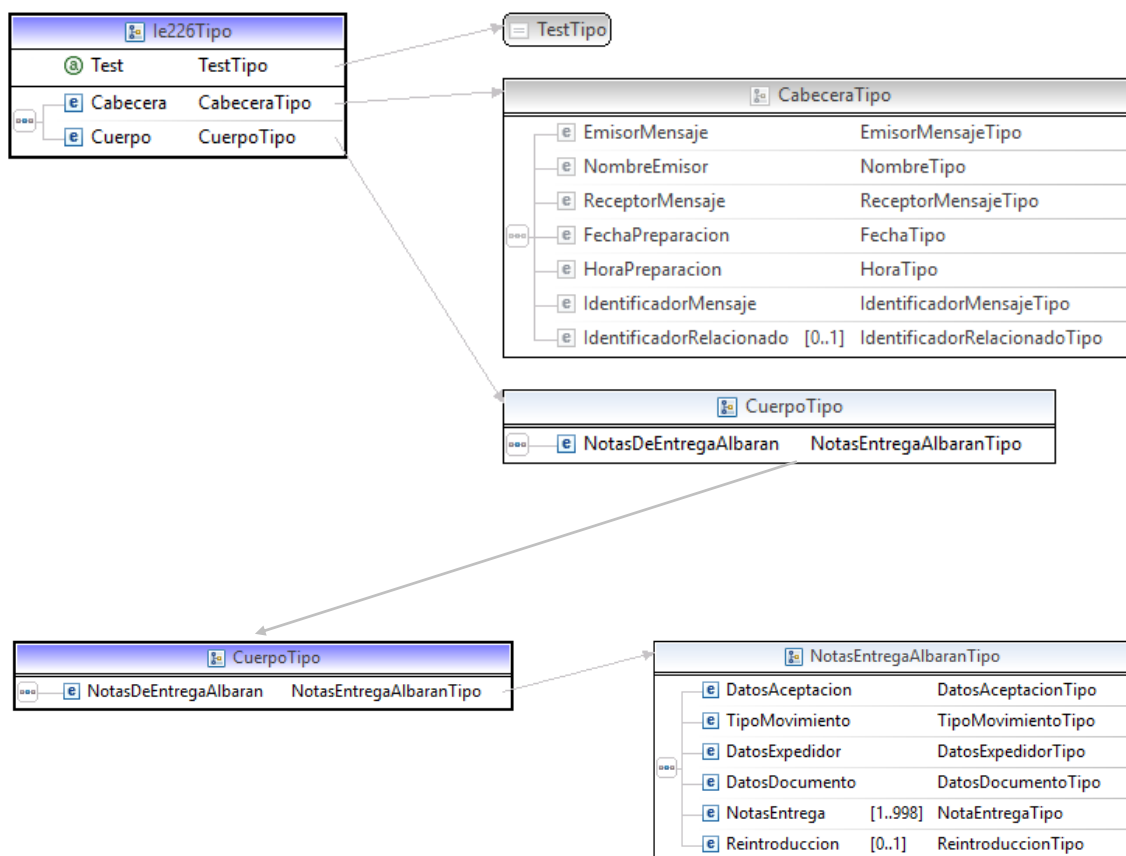 Ie226Tipo
Test TestTipo
Cabecera CabeceraTipo
Cuerpo CuerpoTipo
TestTipo
CabeceraTipo
EmisorMensaje EmisorMensajeTipo
NombreEmisor NombreTipo
ReceptorMensaje ReceptorMensajeTipo
FechaPreparacion FechaTipo
HoraPreparacion HoraTipo
IdentificadorMensaje IdentificadorMensajeTipo
IdentificadorRelacionado [0..1] IdentificadorRelacionadoTipo
CuerpoTipo
NotasDeEntregaAlbaran NotasEntregaAlbaranTipo
CuerpoTipo
NotasDeEntregaAlbaran NotasEntregaAlbaranTipo
NotasEntregaAlbaranTipo
DatosAceptacion DatosAceptacionTipo
TipoMovimiento TipoMovimientoTipo
DatosExpedidor DatosExpedidorTipo
DatosDocumento DatosDocumentoTipo
NotasEntrega [1..998] NotaEntregaTipo
Reintroduccion [0..1] ReintroduccionTipo